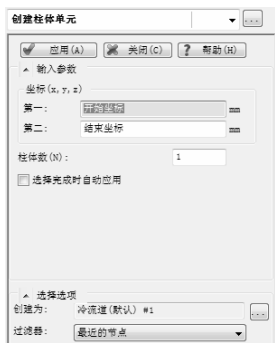 创建柱体单元
应用(A) 关闭(C) ? 帮助(H)
输入参数
坐标(x,y,z)
第一: 开始坐标 mm
第二: 结束坐标 mm
柱体数(N): 1
选择完成时自动应用
选择选项
创建为: 冷流道(默认) #1 ...
过滤器: 最近的节点